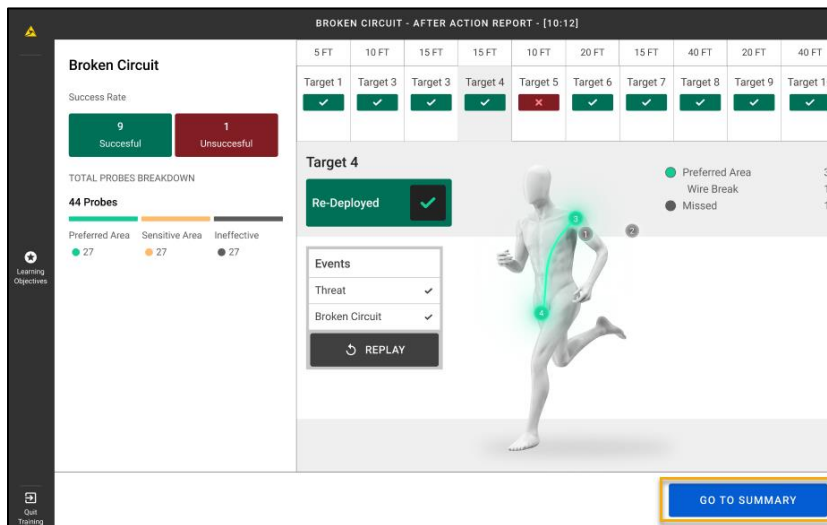 BROKEN CIRCUIT - AFTER ACTION REPORT - [10:12]
Broken Circuit
Success Rate
9
Succesful
1
Unsuccesful
TOTAL PROBES BREAKDOWN
44 Probes
Preferred Area
27
Sensitive Area
27
Ineffective
27
5 FT 10 FT 15 FT 15 FT 10 FT 20 FT 15 FT 40 FT 20 FT 40 FT
Target 1 Target 3 Target 3 Target 4 Target 5 Target 6 Target 7 Target 8 Target 9 Target 1
Target 4
Re-Deployed
Events
Threat
Broken Circuit
REPLAY
3
1
2
4
Preferred Area
Wire Break
Missed
Learning
Objectives
Quit
Training
GO TO SUMMARY